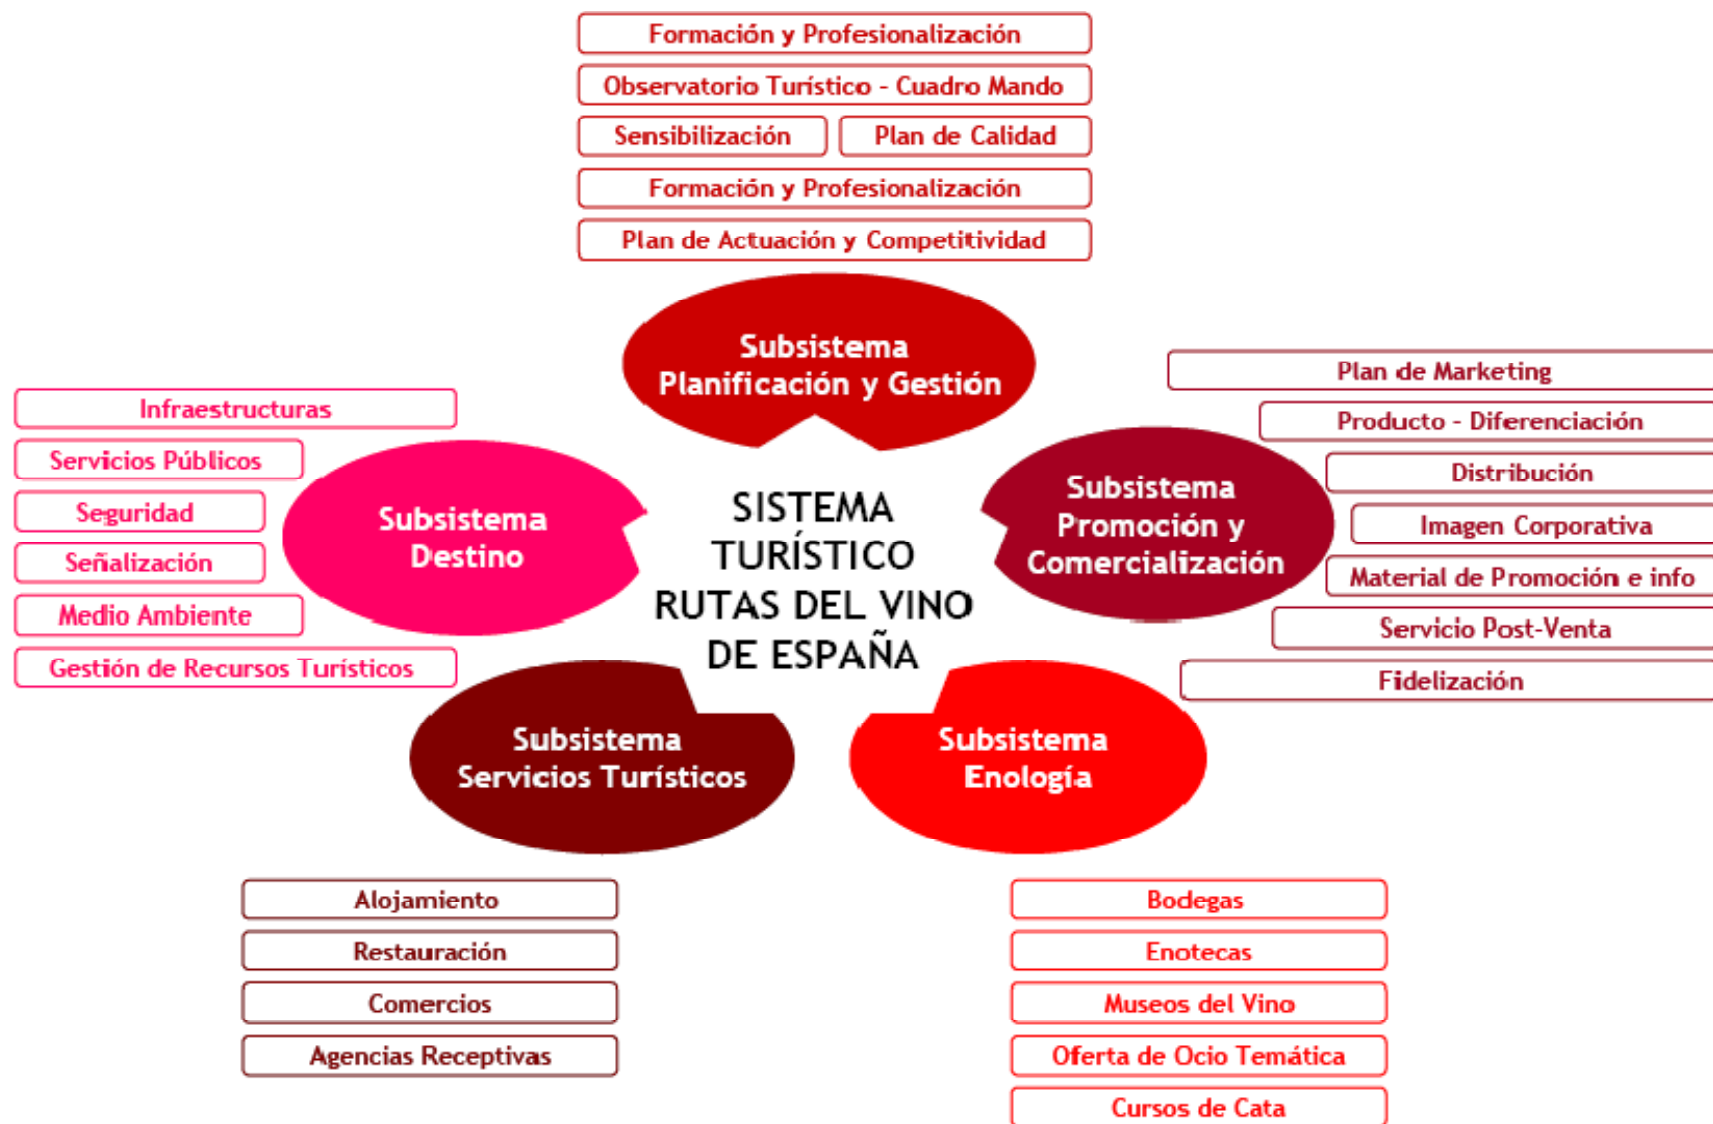 Formación y Profesionalización
Observatorio Turístico - Cuadro Mando
Sensibilización
Plan de Calidad
Formación y Profesionalización
Plan de Actuación y Competitividad
Subsistema
Planificación y Gestión
Infraestructuras
Servicios Públicos
Seguridad
Señalización
Medio Ambiente
Gestión de Recursos Turísticos
Subsistema
Destino
SISTEMA
TURÍSTICO
RUTAS DEL VINO
DE ESPAÑA
Subsistema
Promoción y
Comercialización
Plan de Marketing
Producto - Diferenciación
Distribución
Imagen Corporativa
Material de Promoción e info
Servicio Post-Venta
Fidelización
Subsistema
Servicios Turísticos
Alojamiento
Restauración
Comercios
Agencias Receptivas
Subsistema
Enología
Bodegas
Enotecas
Museos del Vino
Oferta de Ocio Temática
Cursos de Cata